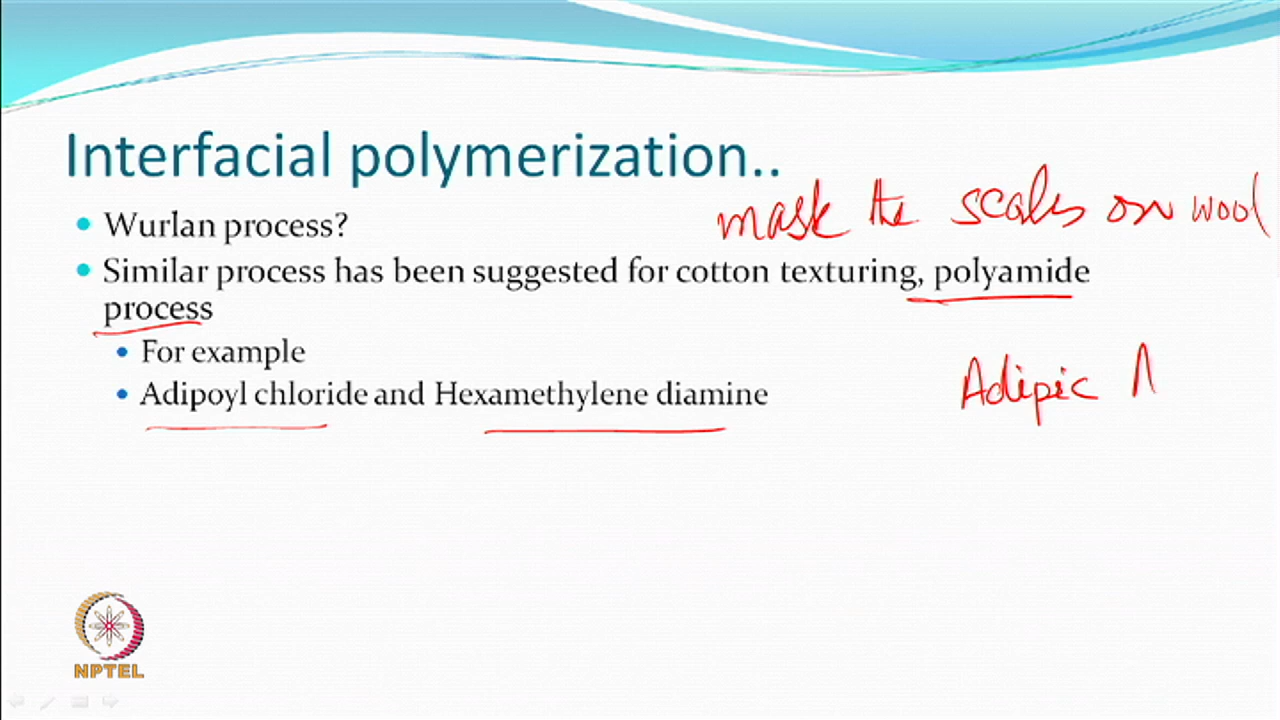 Interfacial polymerization..
mask the scales on wool
Wurlan process?
Similar process has been suggested for cotton texturing, polyamide
process
For example
Adipoyl chloride and Hexamethylene diamine
Adipic A
NPTEL